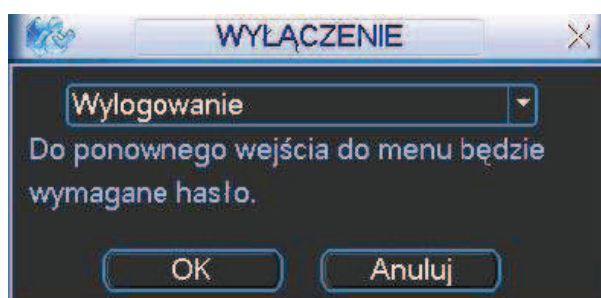 WYŁĄCZENIE
Wylogowanie
Do ponownego wejścia do menu będzie
wymagane hasło.
OK Anuluj